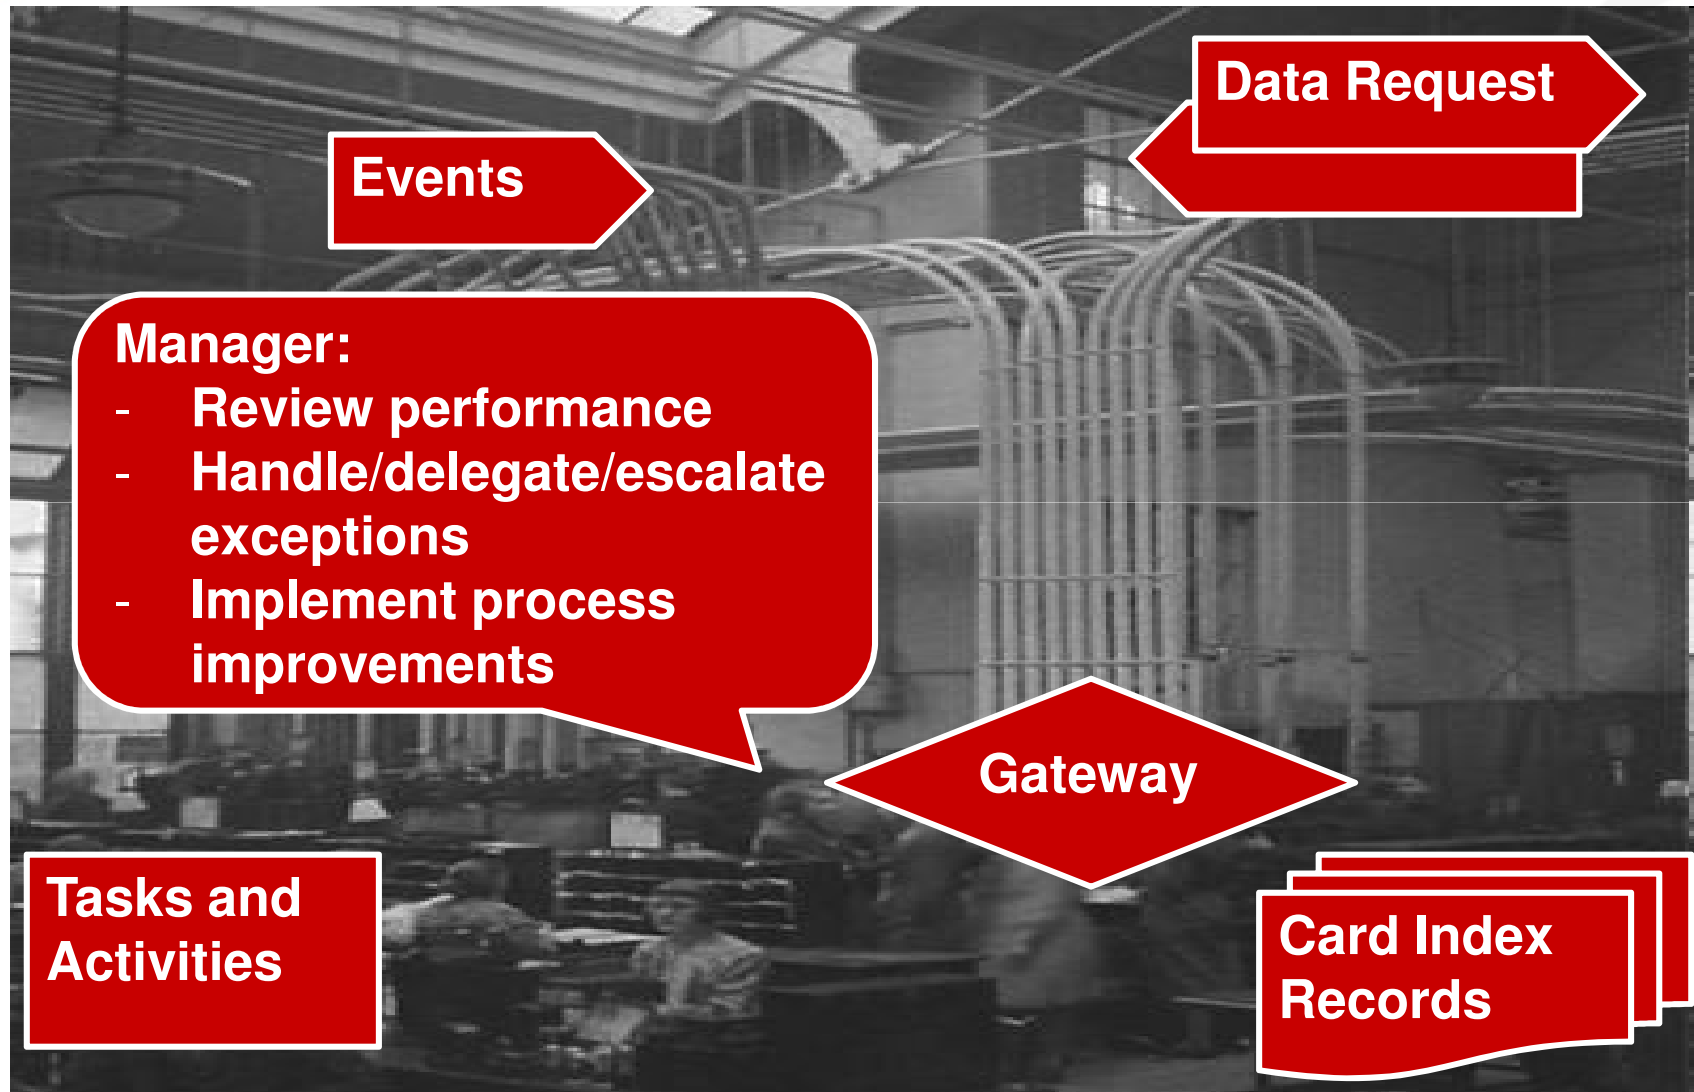 Data Request
Events
Manager:
- Review performance
- Handle/delegate/escalate
exceptions
- Implement process
improvements
Gateway
Tasks and
Activities
Card Index
Records